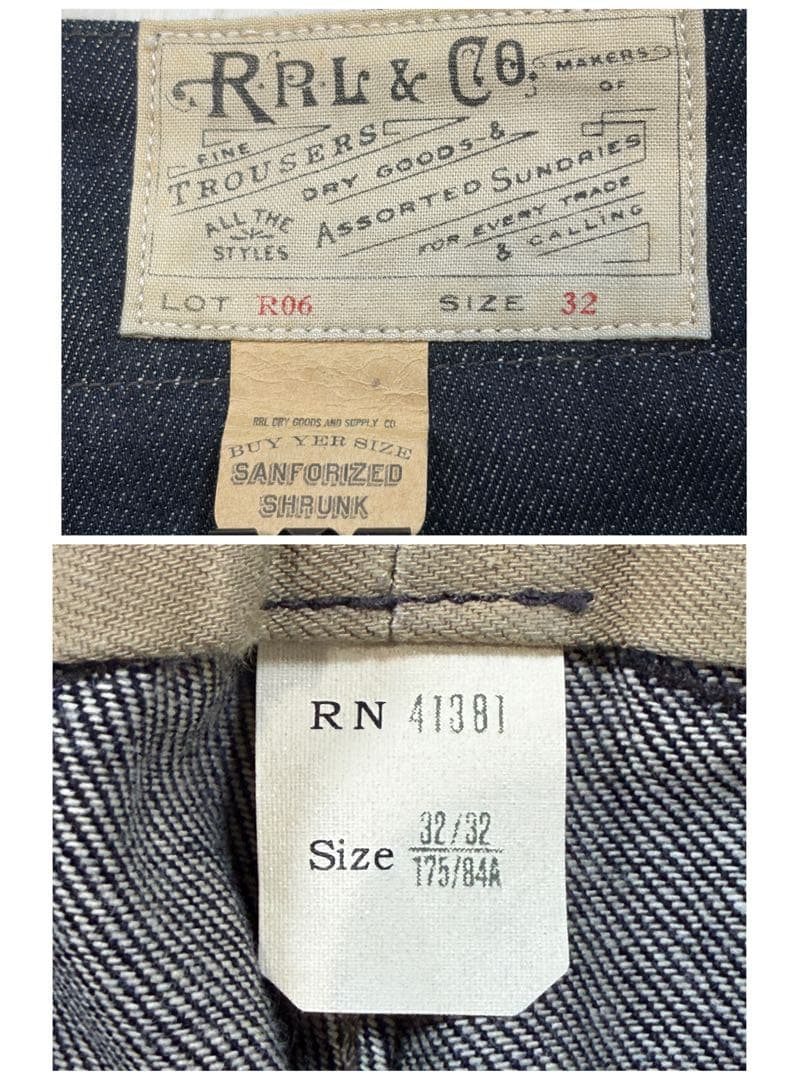 RRL & Co.
MAKERS
OF
FINE
TROUSERS
DRY GOODS &
ASSORTED SUNDRIES
ALL THE
STYLES
FOR EVERY TRADE
& CALLING
LOT R06 SIZE 32
RRL DRY GOODS AND SUPPLY CO
BUY YER SIZE
SANFORIZED
SHRUNK
RN 41381
Size 32/32
175/84A